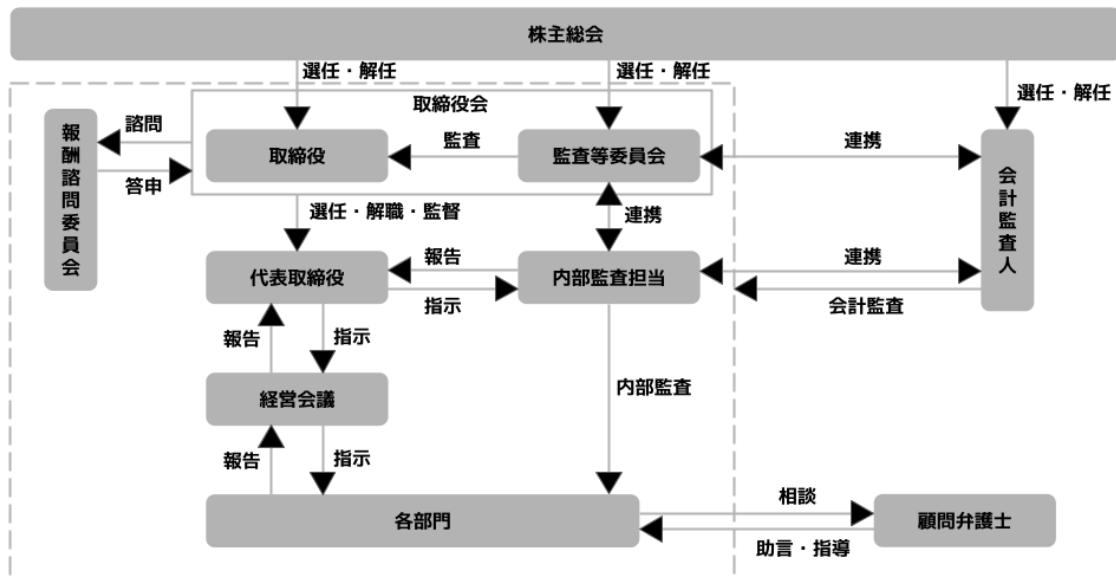 株主総会
選任・解任
選任・解任
選任・解任
取締役会
報酬諮問委員会
諮問
答申
取締役
監査
監査等委員会
連携
会計監査人
選任・解職・監督
連携
代表取締役
報告
指示
内部監査担当
連携
会計監査
報告
指示
経営会議
内部監査
報告
指示
各部門
相談
助言・指導
顧問弁護士